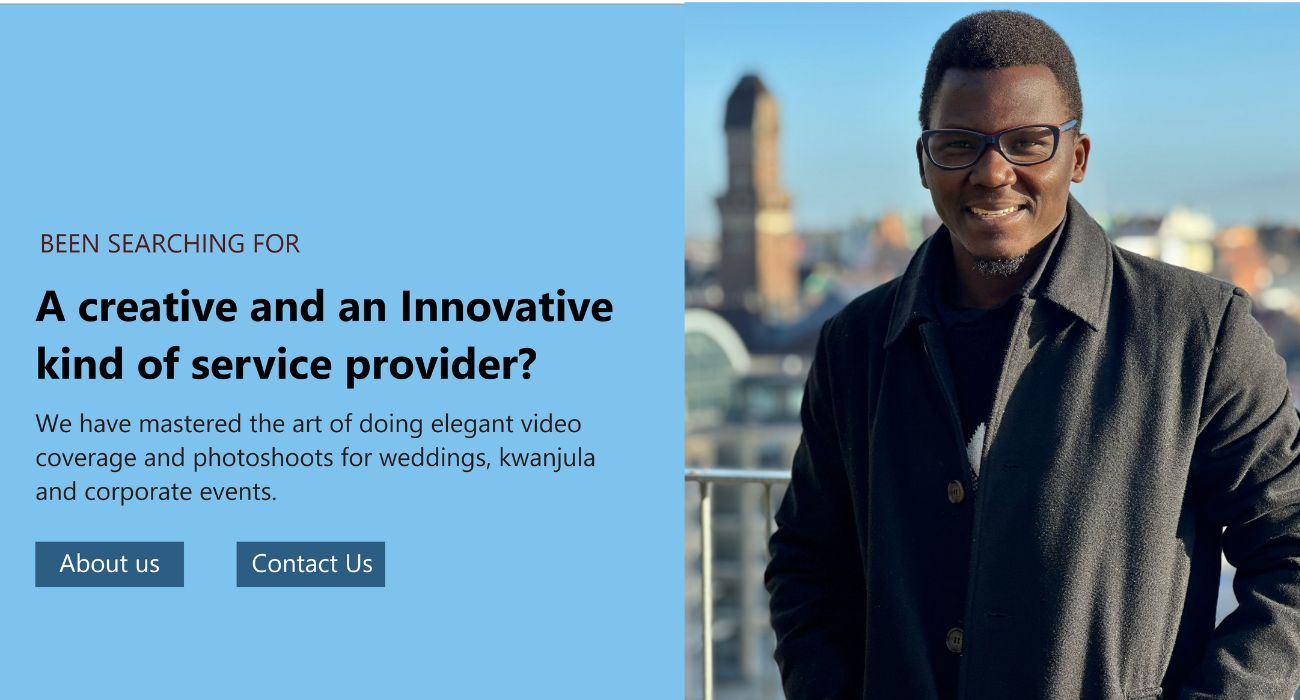 BEEN SEARCHING FOR
A creative and an Innovative
kind of service provider?
We have mastered the art of doing elegant video
coverage and photoshoots for weddings, kwanjula
and corporate events.
About us
Contact Us